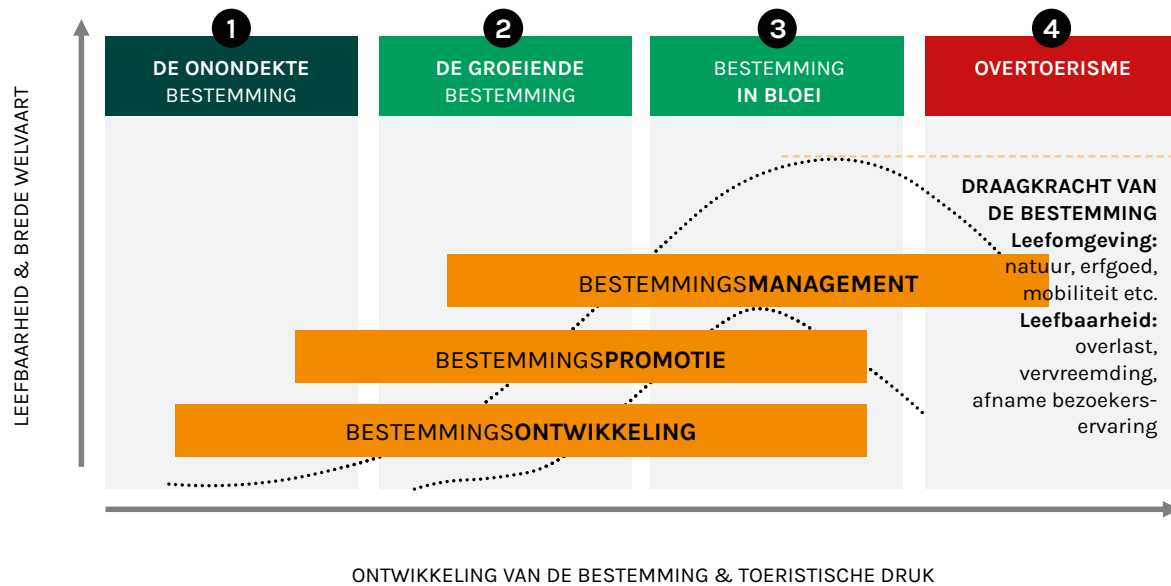 1
DE ONONDEKTE
BESTEMMING
2
DE GROEIENDE
BESTEMMING
3
BESTEMMING
IN BLOEI
4
OVERTOERISME
LEEFBAARHEID & BREDE WELVAART
DRAAGKRACHT VAN
DE BESTEMMING
Leefomgeving:
natuur, erfgoed,
mobiliteit etc.
Leefbaarheid:
overlast,
vervreemding,
afname bezoekers-
ervaring
BESTEMMINGSMANAGEMENT
BESTEMMINGSPROMOTIE
BESTEMMINGSONTWIKKELING
ONTWIKKELING VAN DE BESTEMMING & TOERISTISCHE DRUK